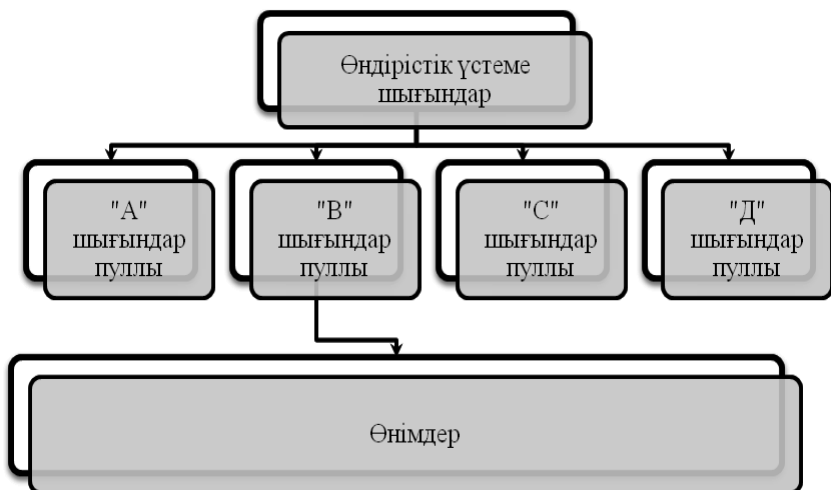 Өндірістік үстеме
шығындар
"А"
шығындар
пуллы
"В"
шығындар
пуллы
"С"
шығындар
пуллы
"Д"
шығындар
пуллы
Өнімдер